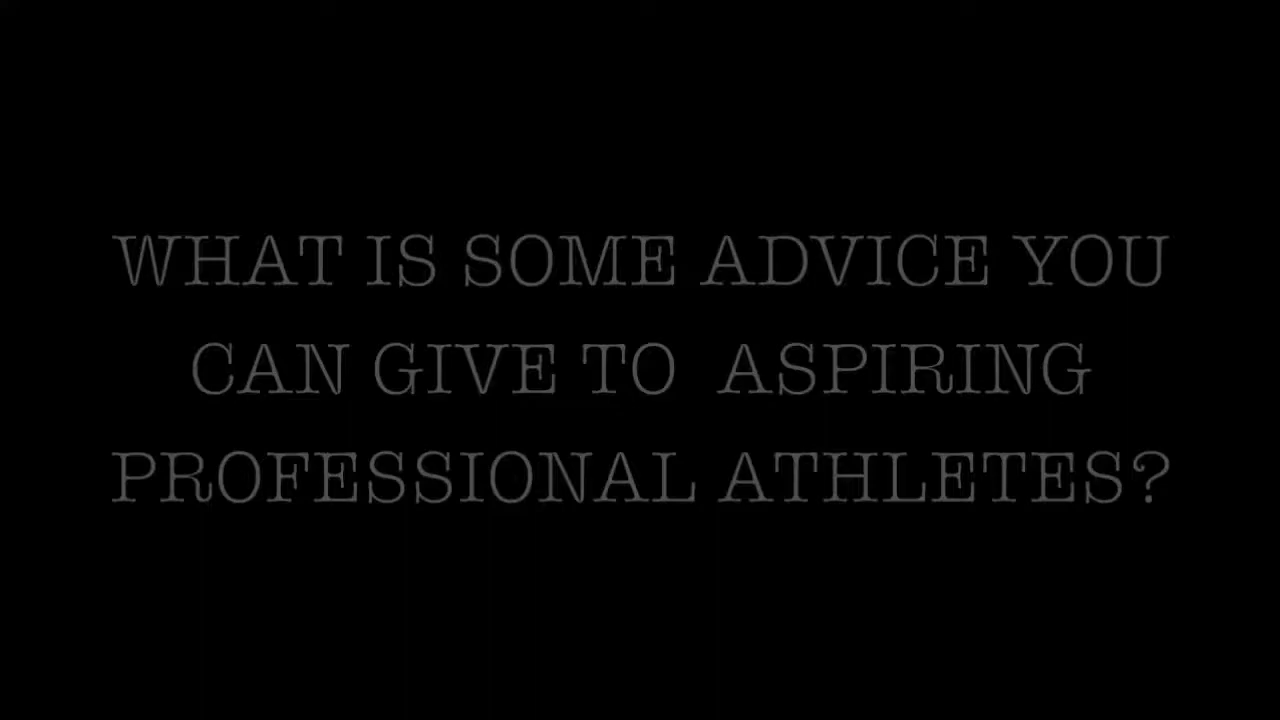 WHAT IS SOME ADVICE YOU
CAN GIVE TO ASPIRING
PROFESSIONAL ATHLETES?